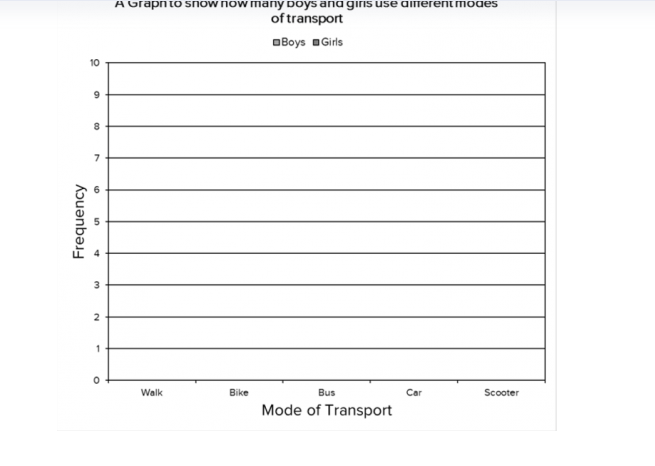 A Graph to show how many boys and girls use different modes
of transport
Boys Girls
10
9
8
7
6
5
4
3
2
1
0
Frequency
Walk Bike Bus Car Scooter
Mode of Transport